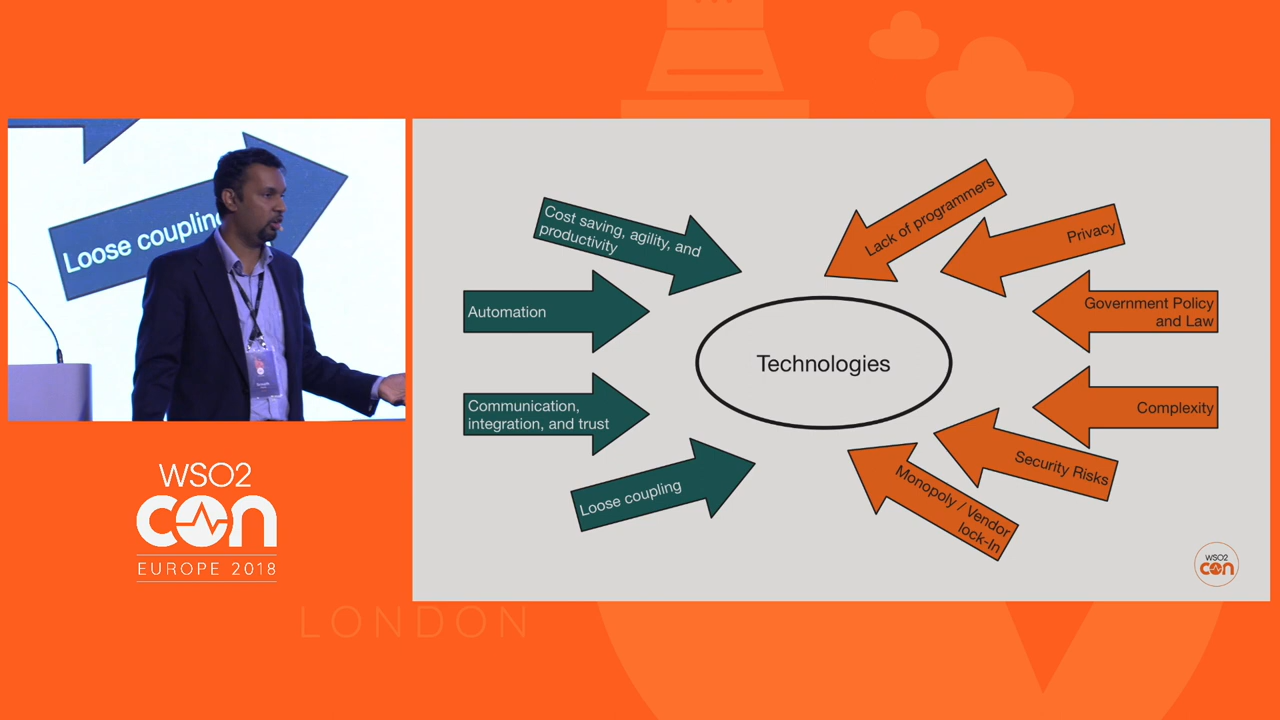 Loose coupling
WSO2
CON
EUROPE 2018
LONDON
Cost saving, agility, and
productivity
Automation
Communication,
integration, and trust
Loose coupling
Technologies
Lack of programmers
Privacy
Government Policy
and Law
Complexity
Security Risks
Monopoly / Vendor
lock-In
WSO2
CON